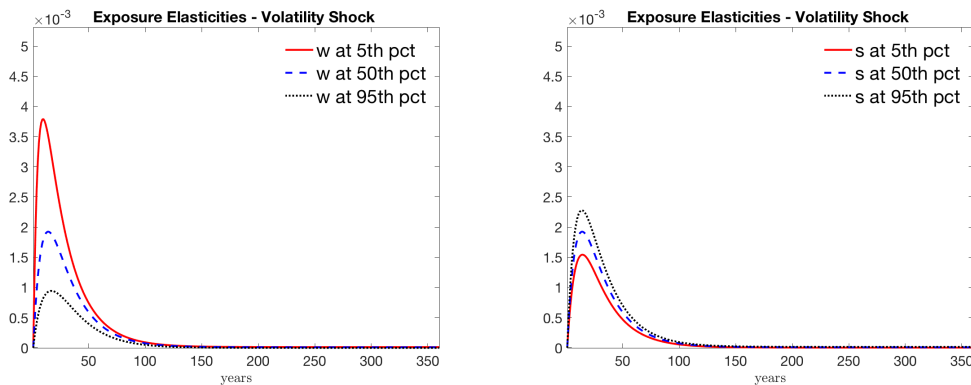 Exposure Elasticities - Volatility Shock
×10⁻³
5
4.5
4
3.5
3
2.5
2
1.5
1
0.5
0
w at 5th pct
w at 50th pct
w at 95th pct
50 100 150 200 250 300 350
years
Exposure Elasticities - Volatility Shock
×10⁻³
5
4.5
4
3.5
3
2.5
2
1.5
1
0.5
0
s at 5th pct
s at 50th pct
s at 95th pct
50 100 150 200 250 300 350
years